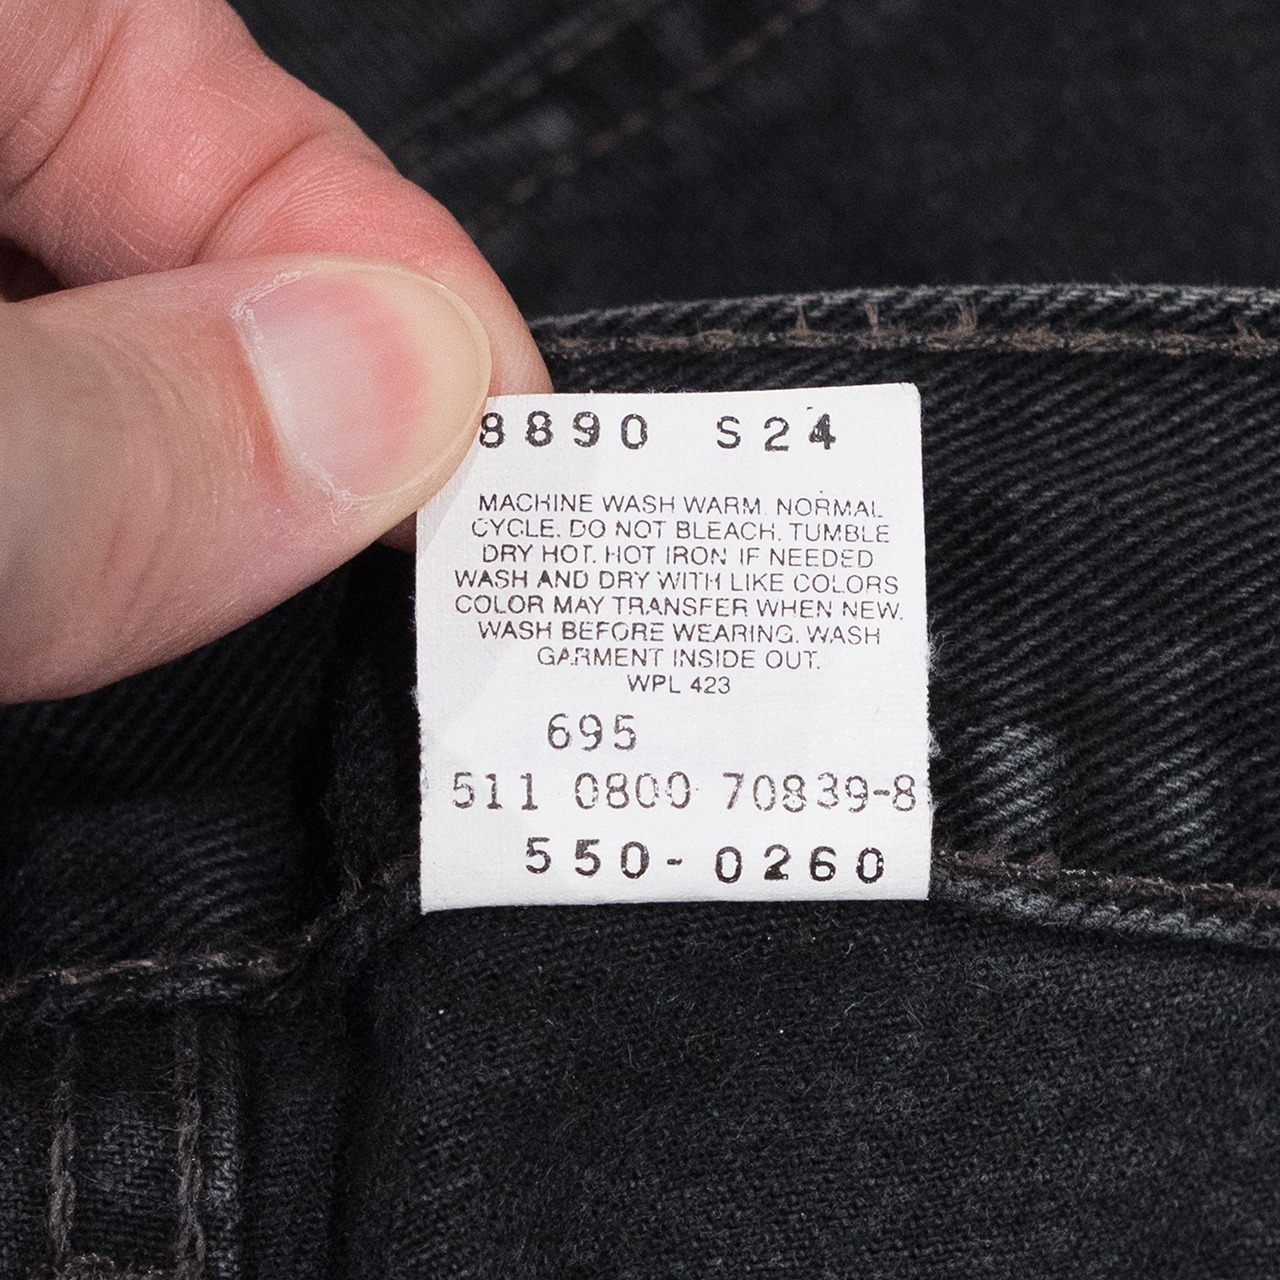 8890 S24
MACHINE WASH WARM. NORMAL
CYCLE. DO NOT BLEACH. TUMBLE
DRY HOT. HOT IRON IF NEEDED
WASH AND DRY WITH LIKE COLORS
COLOR MAY TRANSFER WHEN NEW.
WASH BEFORE WEARING. WASH
GARMENT INSIDE OUT.
WPL 423
695
511 0800 70839-8
550-0260